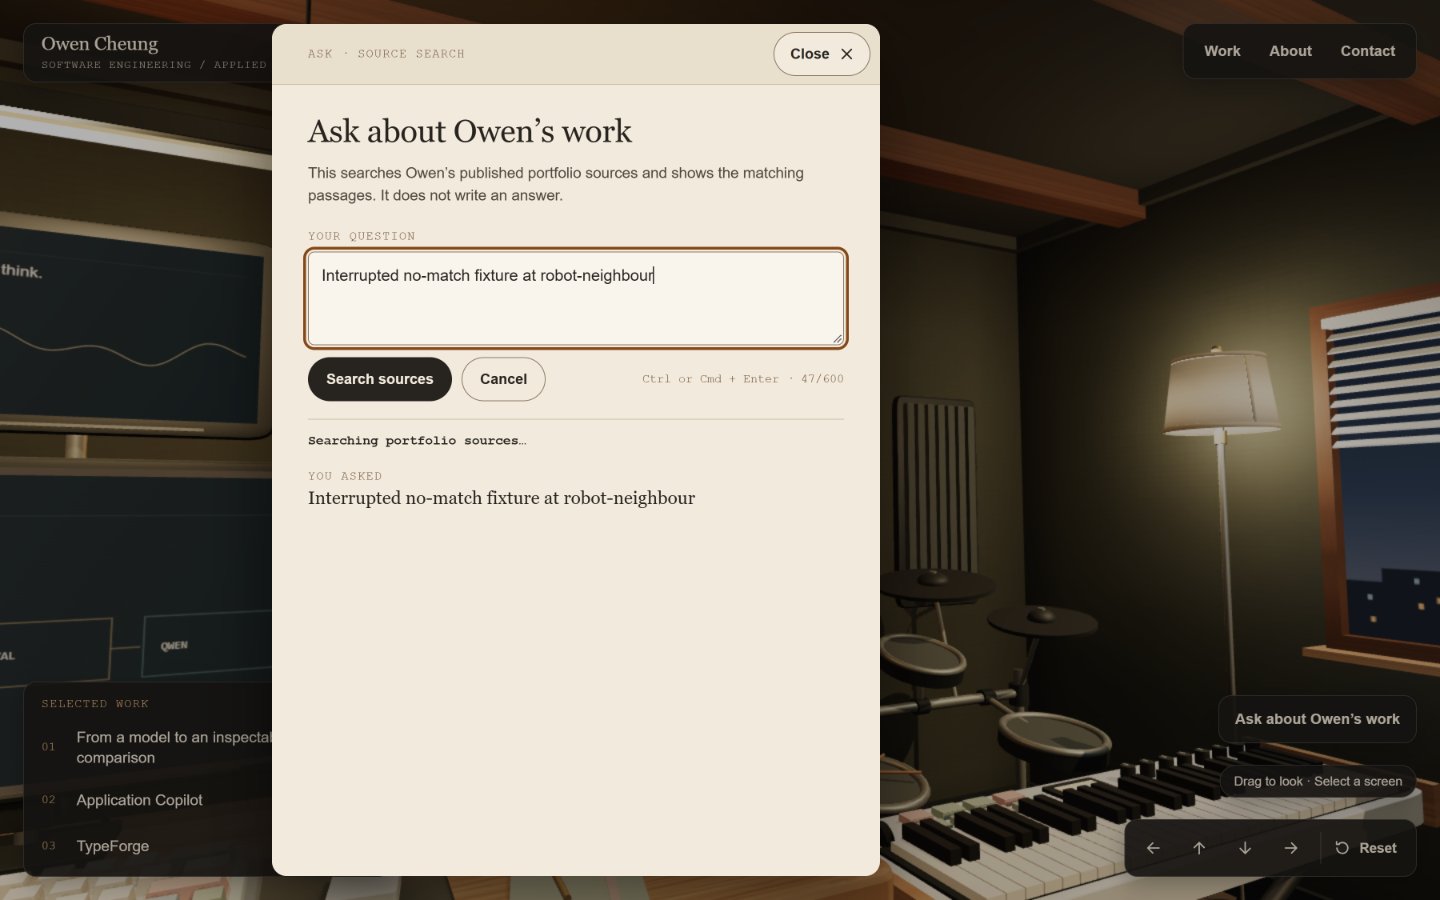 Owen Cheung
SOFTWARE ENGINEERING / APPLIED
ASK · SOURCE SEARCH
Close
Work
About
Contact
Ask about Owen’s work
This searches Owen’s published portfolio sources and shows the matching
passages. It does not write an answer.
YOUR QUESTION
Interrupted no-match fixture at robot-neighbour
Search sources
Cancel
Ctrl or Cmd + Enter · 47/600
Searching portfolio sources…
YOU ASKED
Interrupted no-match fixture at robot-neighbour
think.
QWEN
SELECTED WORK
01 From a model to an
comparison
02 Application Copilot
03 TypeForge
Ask about Owen’s work
Drag to look · Select a screen
Reset